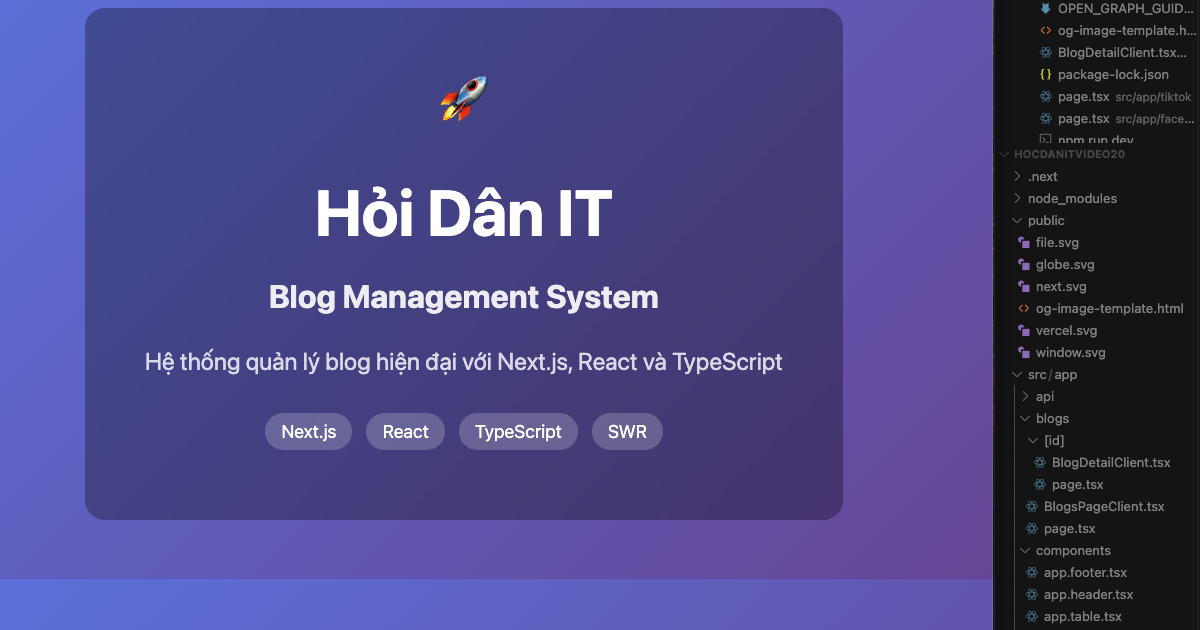 Hỏi Dân IT
Blog Management System
Hệ thống quản lý blog hiện đại với Next.js, React và TypeScript
Next.js
React
TypeScript
SWR
OPEN_GRAPH_GUID...
og-image-template.h...
BlogDetailClient.tsx...
package-lock.json
page.tsx src/app/tiktok
page.tsx src/app/face...
npm run dev
HOCDANITVIDEO20
.next
node_modules
public
file.svg
globe.svg
next.svg
og-image-template.html
vercel.svg
window.svg
src/app
api
blogs
[id]
BlogDetailClient.tsx
page.tsx
BlogsPageClient.tsx
page.tsx
components
app.footer.tsx
app.header.tsx
app.table.tsx